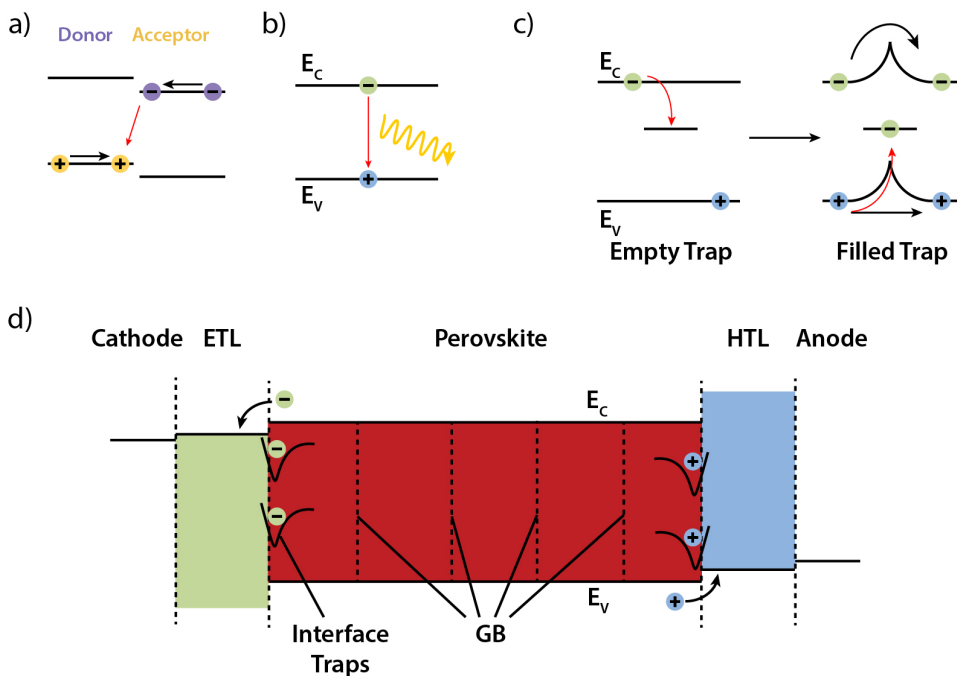 a)
Donor Acceptor
b)
E_C
E_V
c)
E_C
E_V
Empty Trap
Filled Trap
d)
Cathode ETL Perovskite HTL Anode
E_C
E_V
Interface
Traps
GB